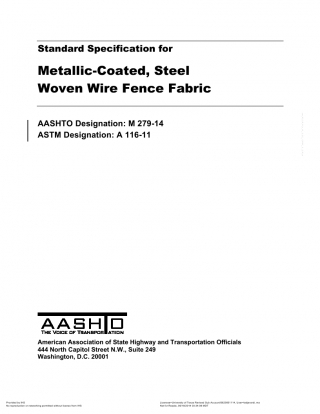 Standard Specification for
Metallic-Coated, Steel
Woven Wire Fence Fabric
AASHTO Designation: M 279-14
ASTM Designation: A 116-11
AASHTO
THE VOICE OF TRANSPORTATION
American Association of State Highway and Transportation Officials
444 North Capitol Street N.W., Suite 249
Washington, D.C. 20001